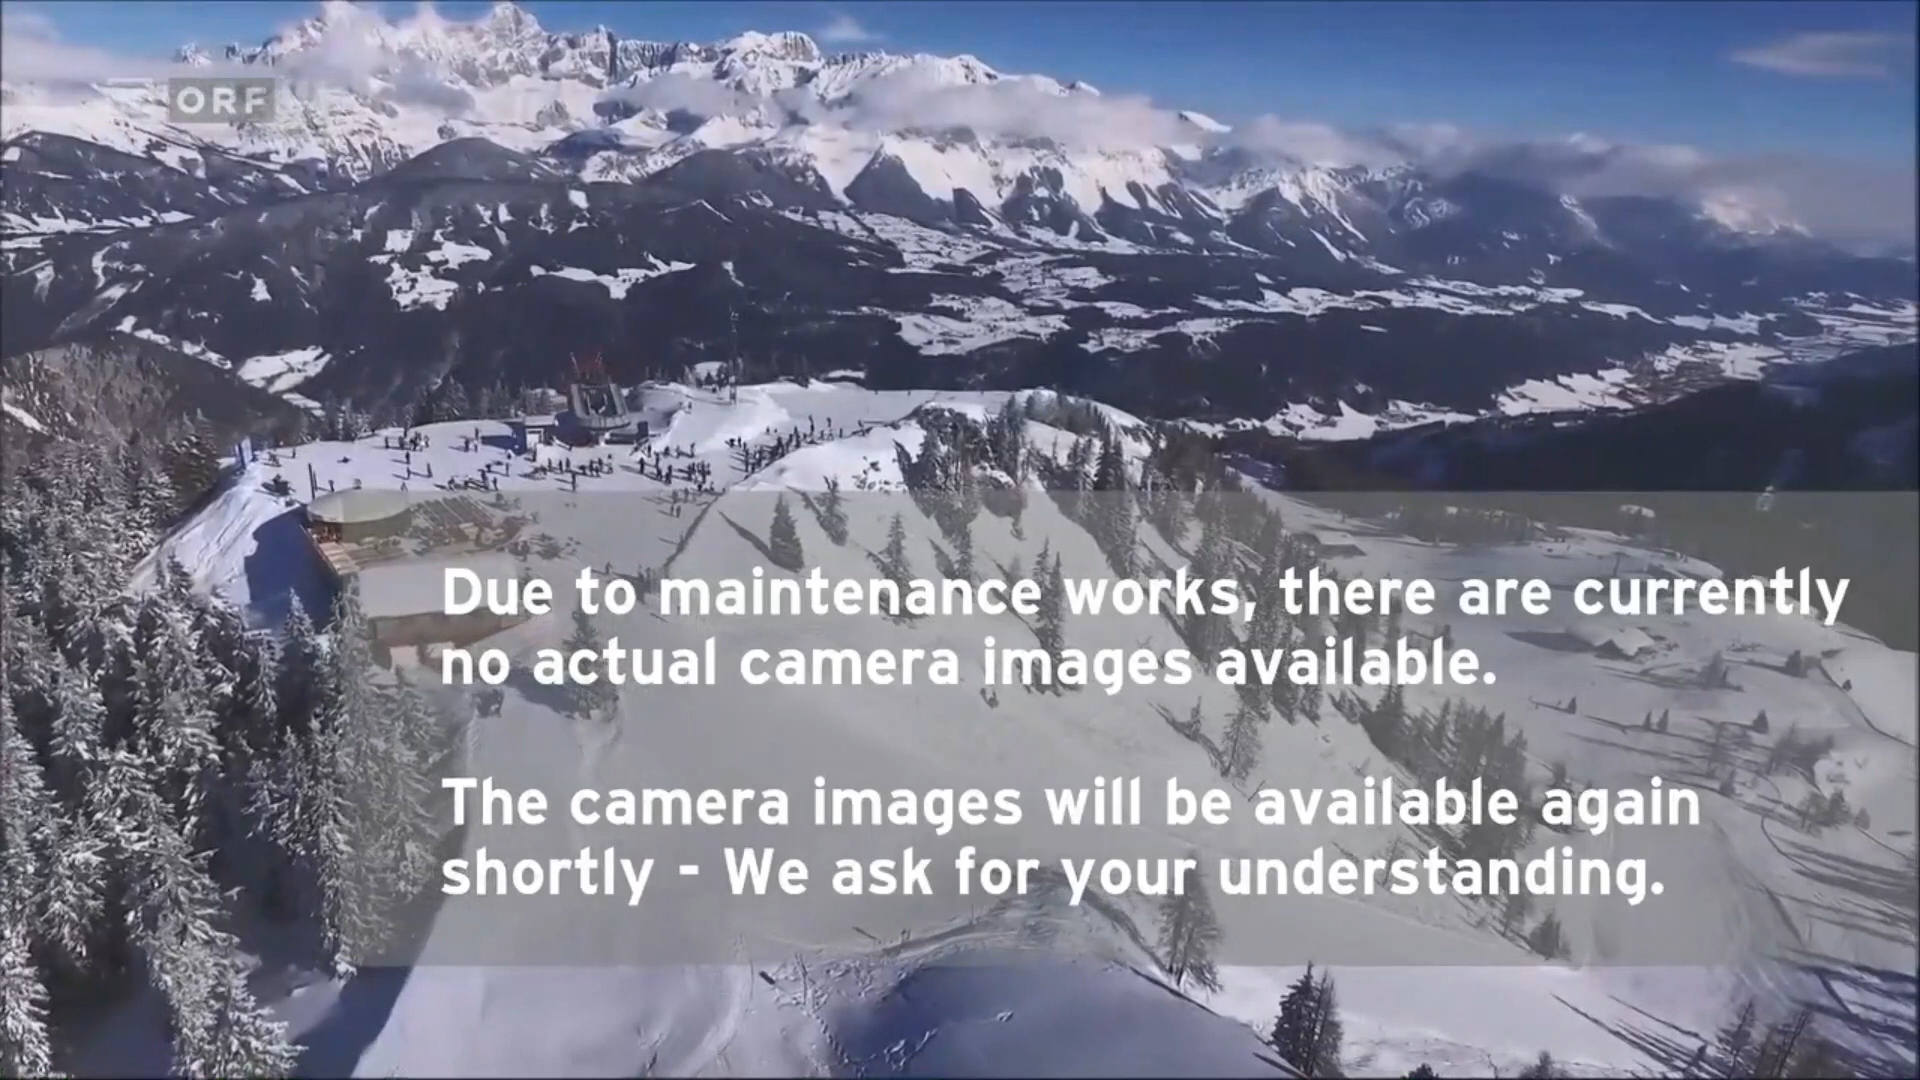 ORF
Due to maintenance works, there are currently
no actual camera images available.
The camera images will be available again
shortly - We ask for your understanding.